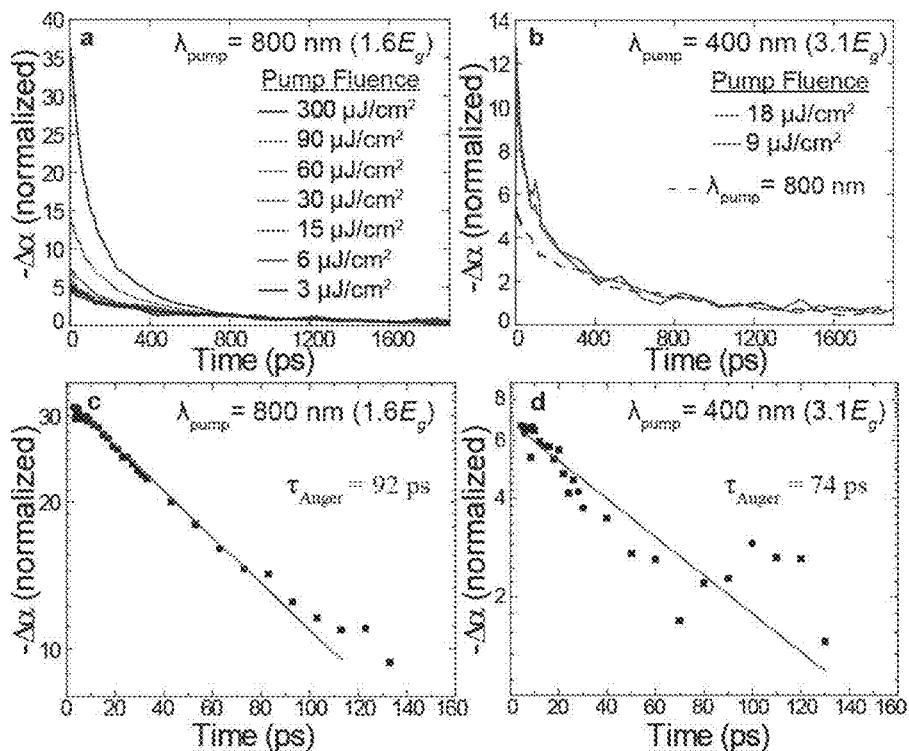 a
λpump = 800 nm (1.6Eg)
Pump Fluence
300 µJ/cm²
90 µJ/cm²
60 µJ/cm²
30 µJ/cm²
15 µJ/cm²
6 µJ/cm²
3 µJ/cm²
-Δα (normalized)
40
35
30
25
20
15
10
5
0
0 400 800 1200 1600
Time (ps)
b
λpump = 400 nm (3.1Eg)
Pump Fluence
18 µJ/cm²
9 µJ/cm²
λpump = 800 nm
-Δα (normalized)
14
12
10
8
6
4
2
0
0 400 800 1200 1600
Time (ps)
c
λpump = 800 nm (1.6Eg)
τAuger = 92 ps
-Δα (normalized)
30
20
10
0 20 40 60 80 100 120 140 160
Time (ps)
d
λpump = 400 nm (3.1Eg)
τAuger = 74 ps
-Δα (normalized)
8
6
4
2
0 20 40 60 80 100 120 140 160
Time (ps)